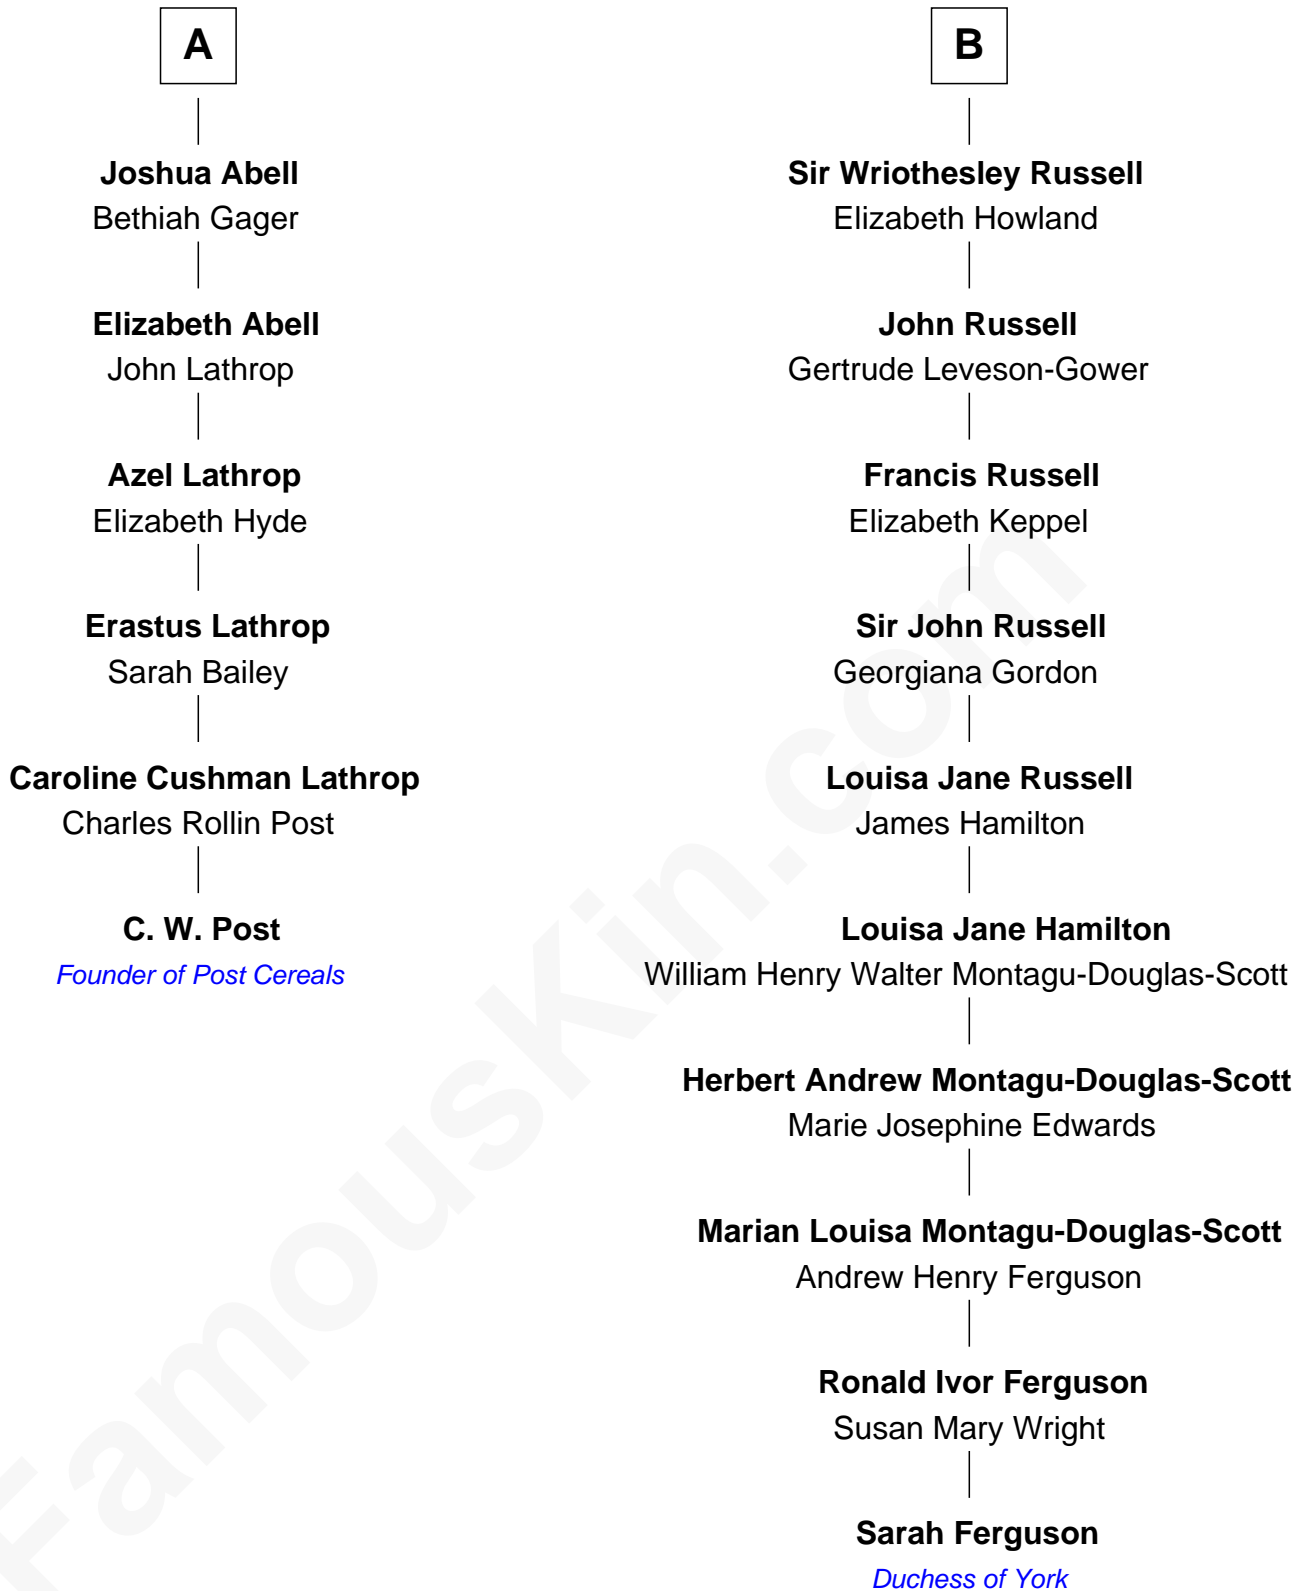 A
Joshua Abell
Bethiah Gager
Elizabeth Abell
John Lathrop
Azel Lathrop
Elizabeth Hyde
Erastus Lathrop
Sarah Bailey
Caroline Cushman Lathrop
Charles Rollin Post
C. W. Post
Founder of Post Cereals
B
Sir Wriothesley Russell
Elizabeth Howland
John Russell
Gertrude Leveson-Gower
Francis Russell
Elizabeth Keppel
Sir John Russell
Georgiana Gordon
Louisa Jane Russell
James Hamilton
Louisa Jane Hamilton
William Henry Walter Montagu-Douglas-Scott
Herbert Andrew Montagu-Douglas-Scott
Marie Josephine Edwards
Marian Louisa Montagu-Douglas-Scott
Andrew Henry Ferguson
Ronald Ivor Ferguson
Susan Mary Wright
Sarah Ferguson
Duchess of York
FamousKin.com